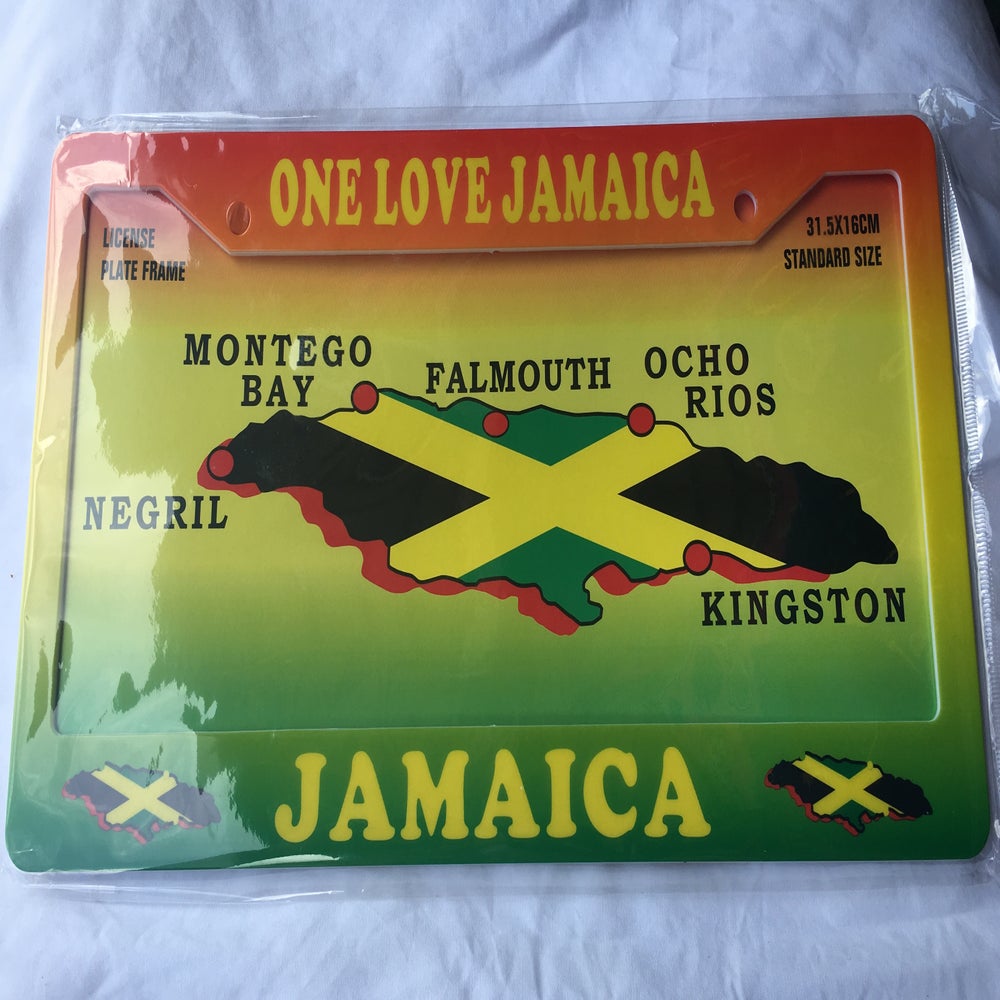 ONE LOVE JAMAICA
LICENSE
PLATE FRAME
31.5X16CM
STANDARD SIZE
MONTEGO
BAY
FALMOUTH
OCHO
RIOS
NEGRIL
KINGSTON
JAMAICA